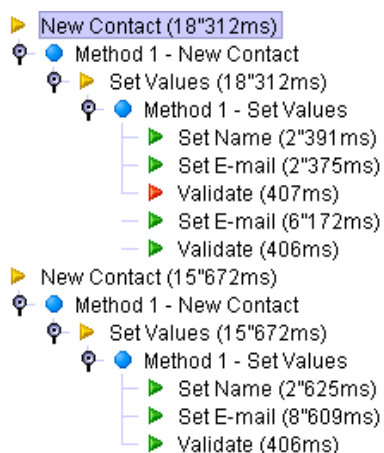 New Contact (18"312ms)
Method 1 - New Contact
Set Values (18"312ms)
Method 1 - Set Values
Set Name (2"391ms)
Set E-mail (2"375ms)
Validate (407ms)
Set E-mail (6"172ms)
Validate (406ms)
New Contact (15"672ms)
Method 1 - New Contact
Set Values (15"672ms)
Method 1 - Set Values
Set Name (2"625ms)
Set E-mail (8"609ms)
Validate (406ms)